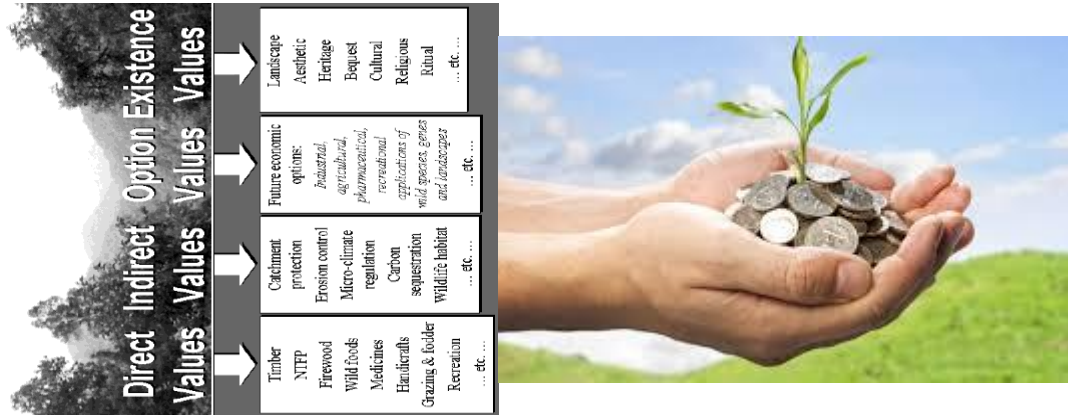 Direct
Values
Indirect
Values
Option
Values
Existence
Values
Timber
NTFP
Firewood
Wild foods
Medicines
Handicrafts
Grazing & fodder
Recreation
... etc. ...
Catchment
protection
Erosion control
Micro-climate
regulation
Carbon
sequestration
Wildlife habitat
... etc. ...
Future economic
options:
Industrial,
agricultural,
pharmaceutical,
recreational
applications of
wild species, genes
and landscapes
... etc. ...
Landscape
Aesthetic
Heritage
Bequest
Cultural
Religious
Ritual
... etc. ...